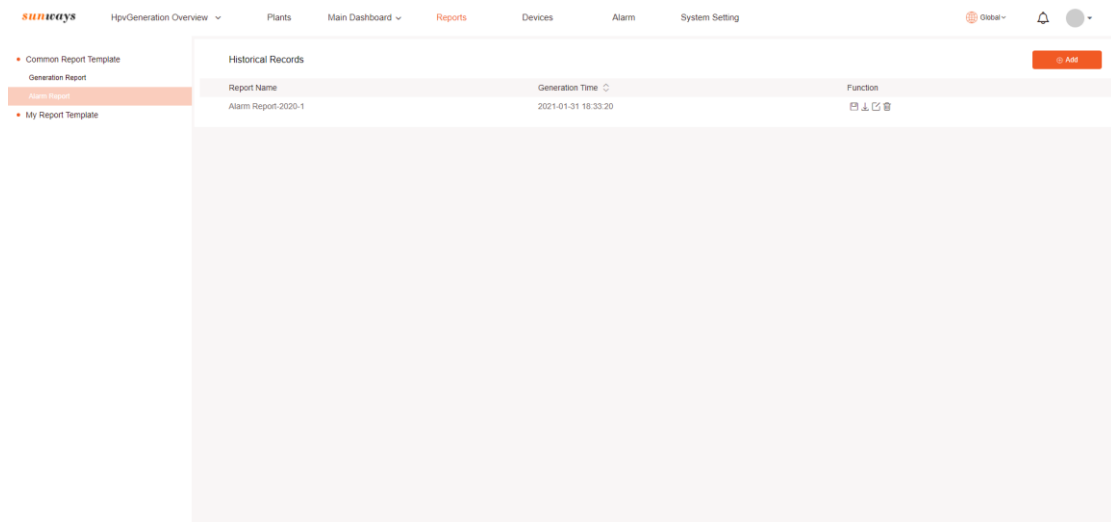 sunways HpvGeneration Overview Plants Main Dashboard Reports Devices Alarm System Setting Global
Common Report Template
Generation Report
Alarm Report
My Report Template
Historical Records
Add
Report Name Generation Time Function
Alarm Report-2020-1 2021-01-31 18:33:20